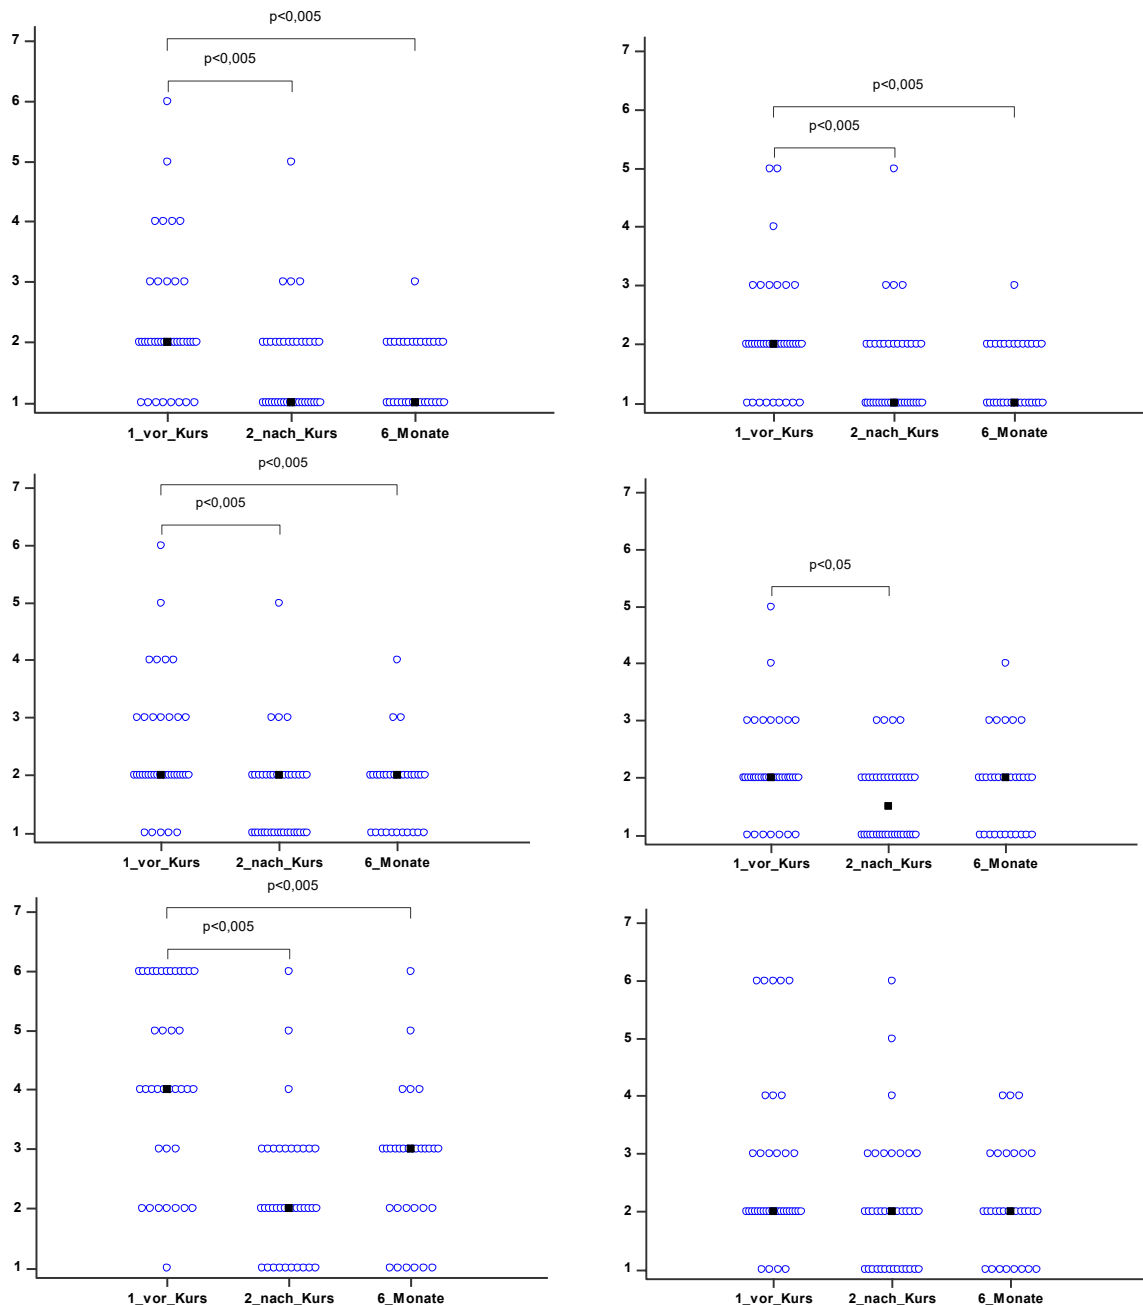 p<0,005
7
p<0,005
6
5
4
3
2
1
1_vor_Kurs 2_nach_Kurs 6_Monate
7
p<0,005
6
p<0,005
5
4
3
2
1
1_vor_Kurs 2_nach_Kurs 6_Monate
p<0,005
7
p<0,005
6
5
4
3
2
1
1_vor_Kurs 2_nach_Kurs 6_Monate
7
6
p<0,05
5
4
3
2
1
1_vor_Kurs 2_nach_Kurs 6_Monate
p<0,005
7
p<0,005
6
5
4
3
2
1
1_vor_Kurs 2_nach_Kurs 6_Monate
7
6
5
4
3
2
1
1_vor_Kurs 2_nach_Kurs 6_Monate